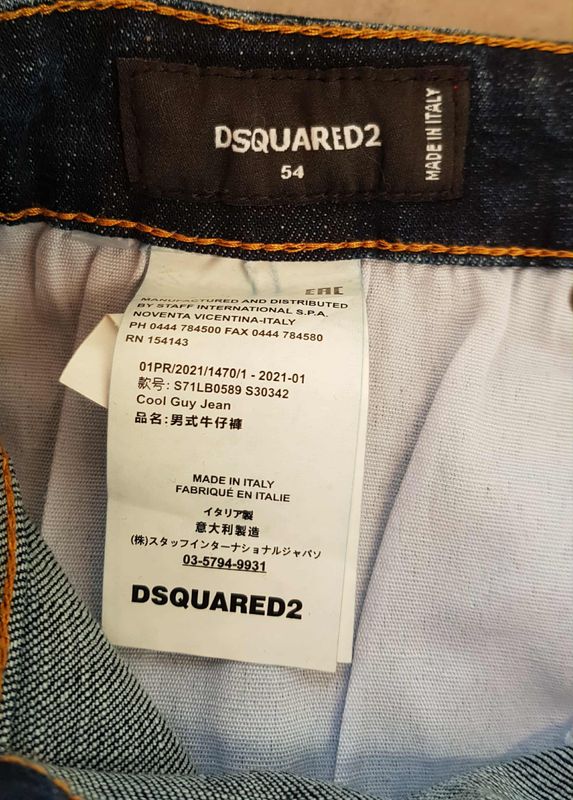 DSQUARED2
54
MADE IN ITALY
EAC
MANUFACTURED AND DISTRIBUTED
BY STAFF INTERNATIONAL S.P.A.
NOVENTA VICENTINA-ITALY
PH 0444 784500 FAX 0444 784580
RN 154143
01PR/2021/1470/1 - 2021-01
款号: S71LB0589 S30342
Cool Guy Jean
品名: 男式牛仔裤
MADE IN ITALY
FABRIQUÉ EN ITALIE
イタリア製
意大利製造
(株)スタッフインターナショナルジャパン
03-5794-9931
DSQUARED2